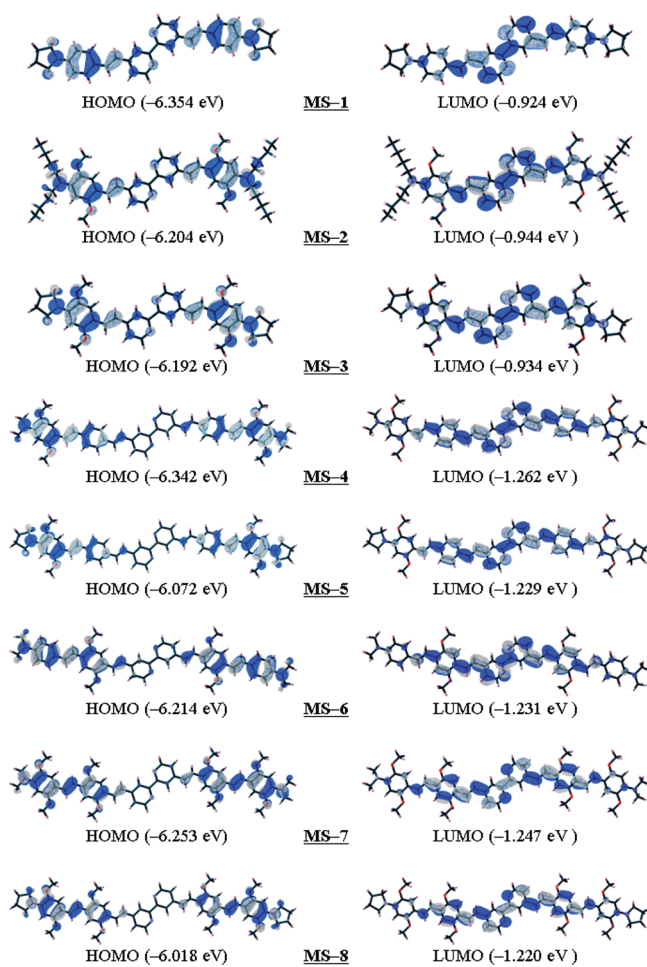 HOMO (–6.354 eV) MS–1 LUMO (–0.924 eV)
HOMO (–6.204 eV) MS–2 LUMO (–0.944 eV )
HOMO (–6.192 eV) MS–3 LUMO (–0.934 eV)
HOMO (–6.342 eV) MS–4 LUMO (–1.262 eV)
HOMO (–6.072 eV) MS–5 LUMO (–1.229 eV )
HOMO (–6.214 eV) MS–6 LUMO (–1.231 eV )
HOMO (–6.253 eV) MS–7 LUMO (–1.247 eV )
HOMO (–6.018 eV) MS–8 LUMO (–1.220 eV)